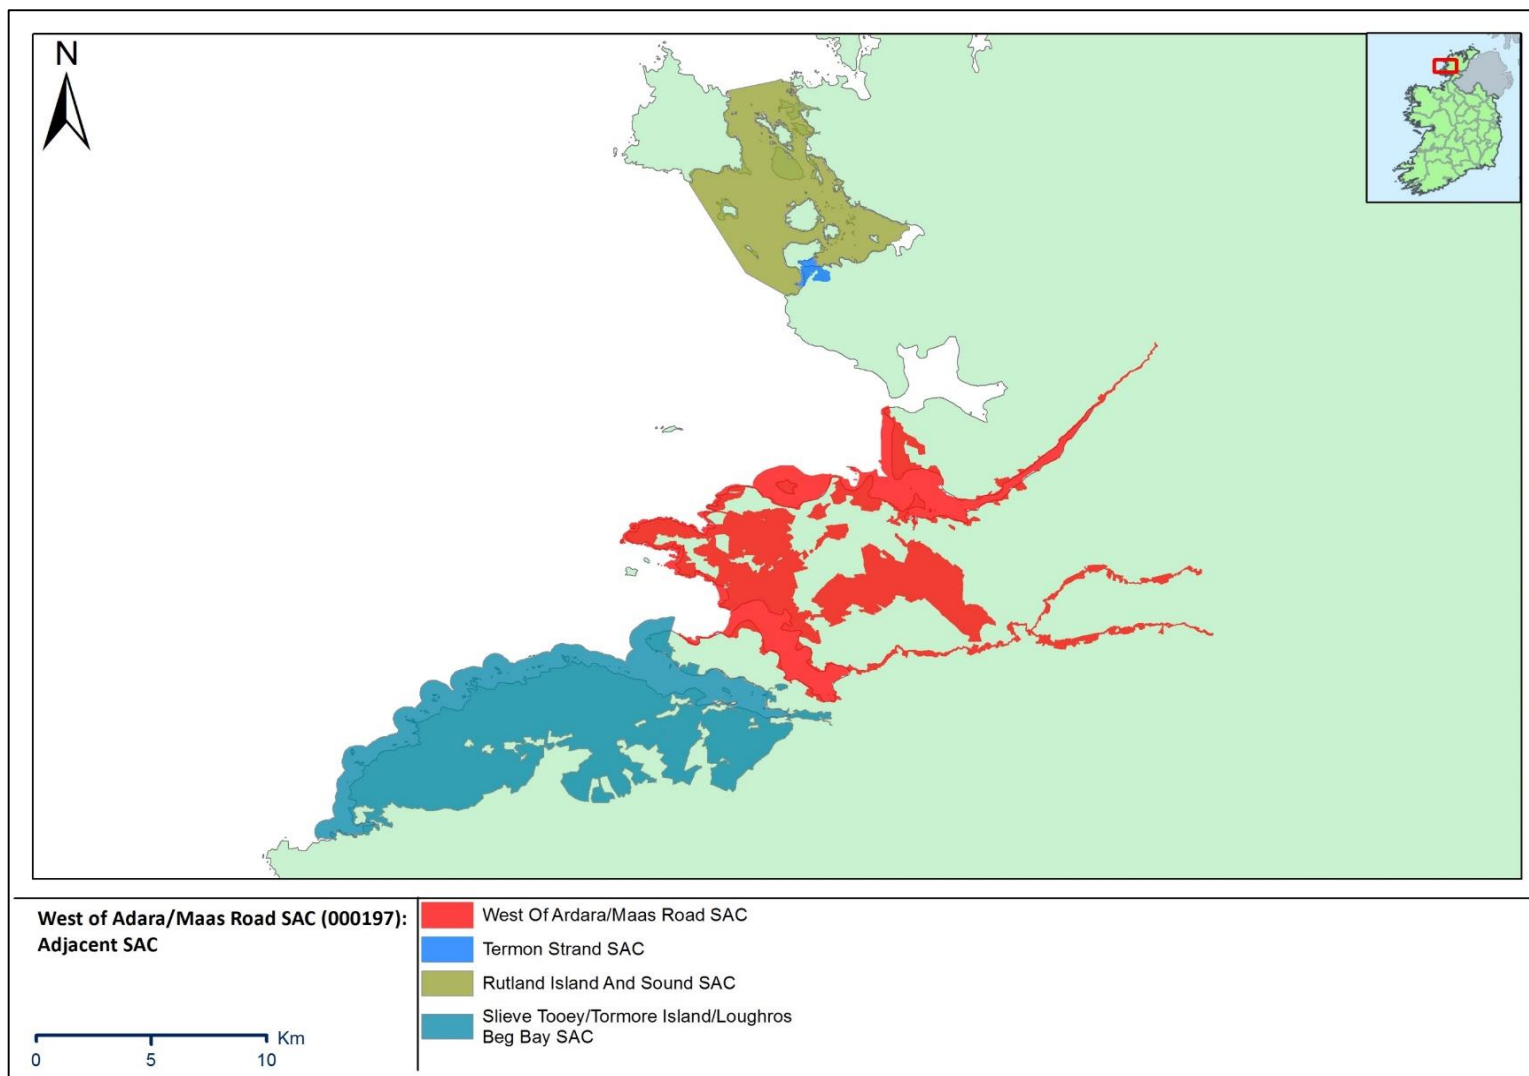 N
West of Adara/Maas Road SAC (000197):
Adjacent SAC
Km
0 5 10
West Of Ardara/Maas Road SAC
Termon Strand SAC
Rutland Island And Sound SAC
Slieve Tooey/Tormore Island/Loughros
Beg Bay SAC